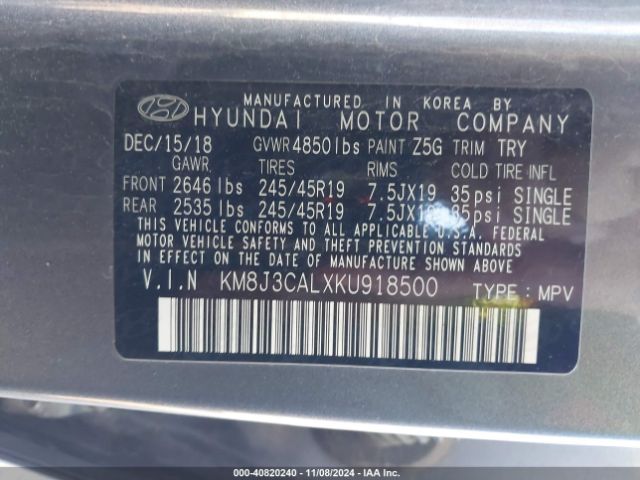 MANUFACTURED IN KOREA BY
HYUNDAI MOTOR COMPANY
DEC/15/18 GVWR 4850lbs PAINT Z5G TRIM TRY
GAWR TIRES RIMS COLD TIRE INFL
FRONT 2646 lbs 245/45R19 7.5JX19 35psi SINGLE
REAR 2535 lbs 245/45R19 7.5JX19 35psi SINGLE
THIS VEHICLE CONFORMS TO ALL APPLICABLE U.S.A. FEDERAL
MOTOR VEHICLE SAFETY AND THEFT PREVENTION STANDARDS
IN EFFECT ON THE DATE OF MANUFACTURE SHOWN ABOVE.
V.I.N KM8J3CALXKU918500 TYPE : MPV
000-40820240 - 11/08/2024 - IAA Inc.